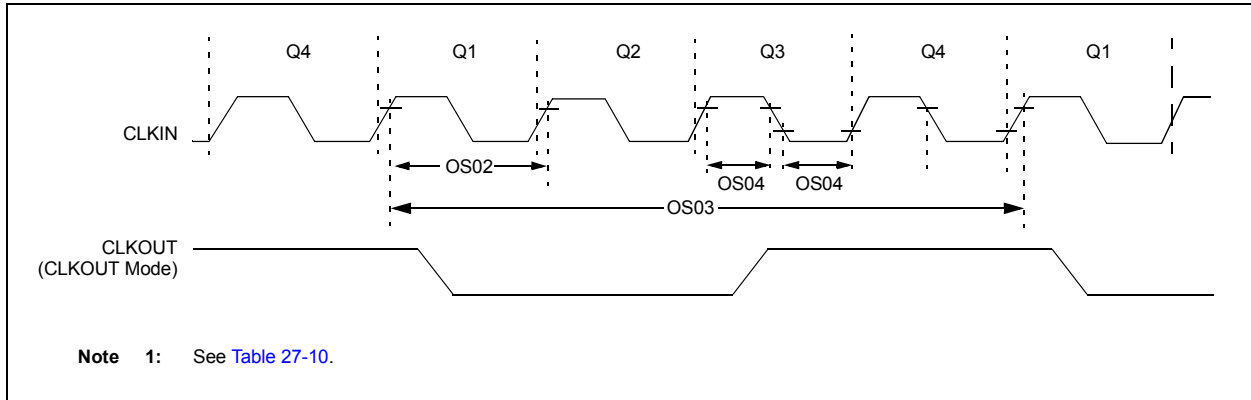 Q4 Q1 Q2 Q3 Q4 Q1
CLKIN
OS02
OS04 OS04
OS03
CLKOUT
(CLKOUT Mode)
Note 1: See Table 27-10.